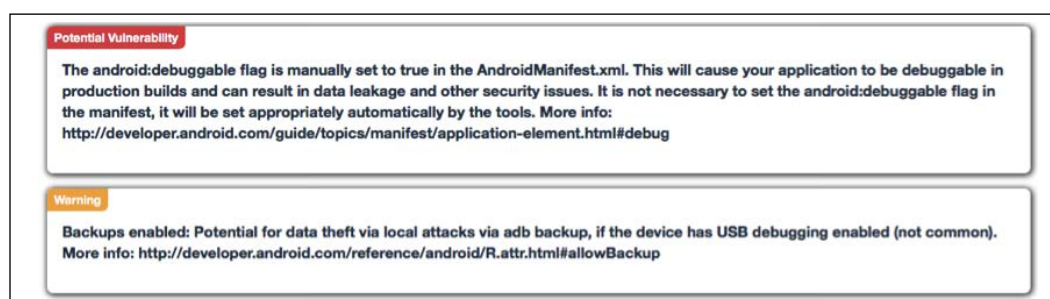 Potential Vulnerability
The android:debuggable flag is manually set to true in the AndroidManifest.xml. This will cause your application to be debuggable in
production builds and can result in data leakage and other security issues. It is not necessary to set the android:debuggable flag in
the manifest, it will be set appropriately automatically by the tools. More info:
http://developer.android.com/guide/topics/manifest/application-element.html#debug
Warning
Backups enabled: Potential for data theft via local attacks via adb backup, if the device has USB debugging enabled (not common).
More info: http://developer.android.com/reference/android/R.attr.html#allowBackup